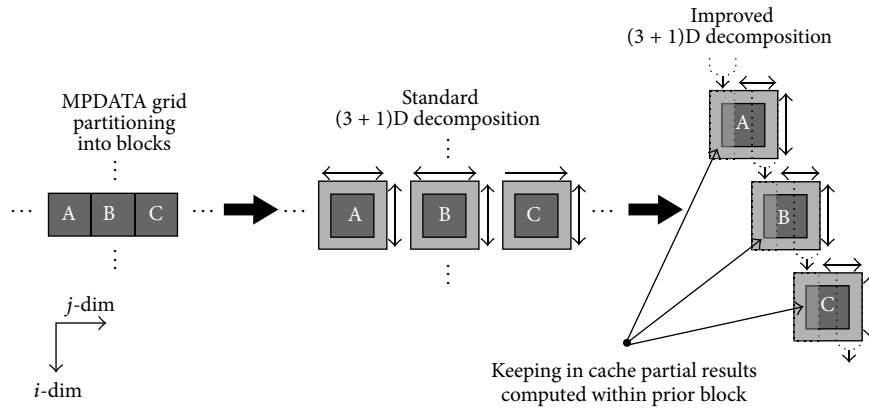 MPDATA grid
partitioning
into blocks
A B C
j-dim
i-dim
Standard
(3 + 1)D decomposition
A B C
Improved
(3 + 1)D decomposition
A
B
C
Keeping in cache partial results
computed within prior block